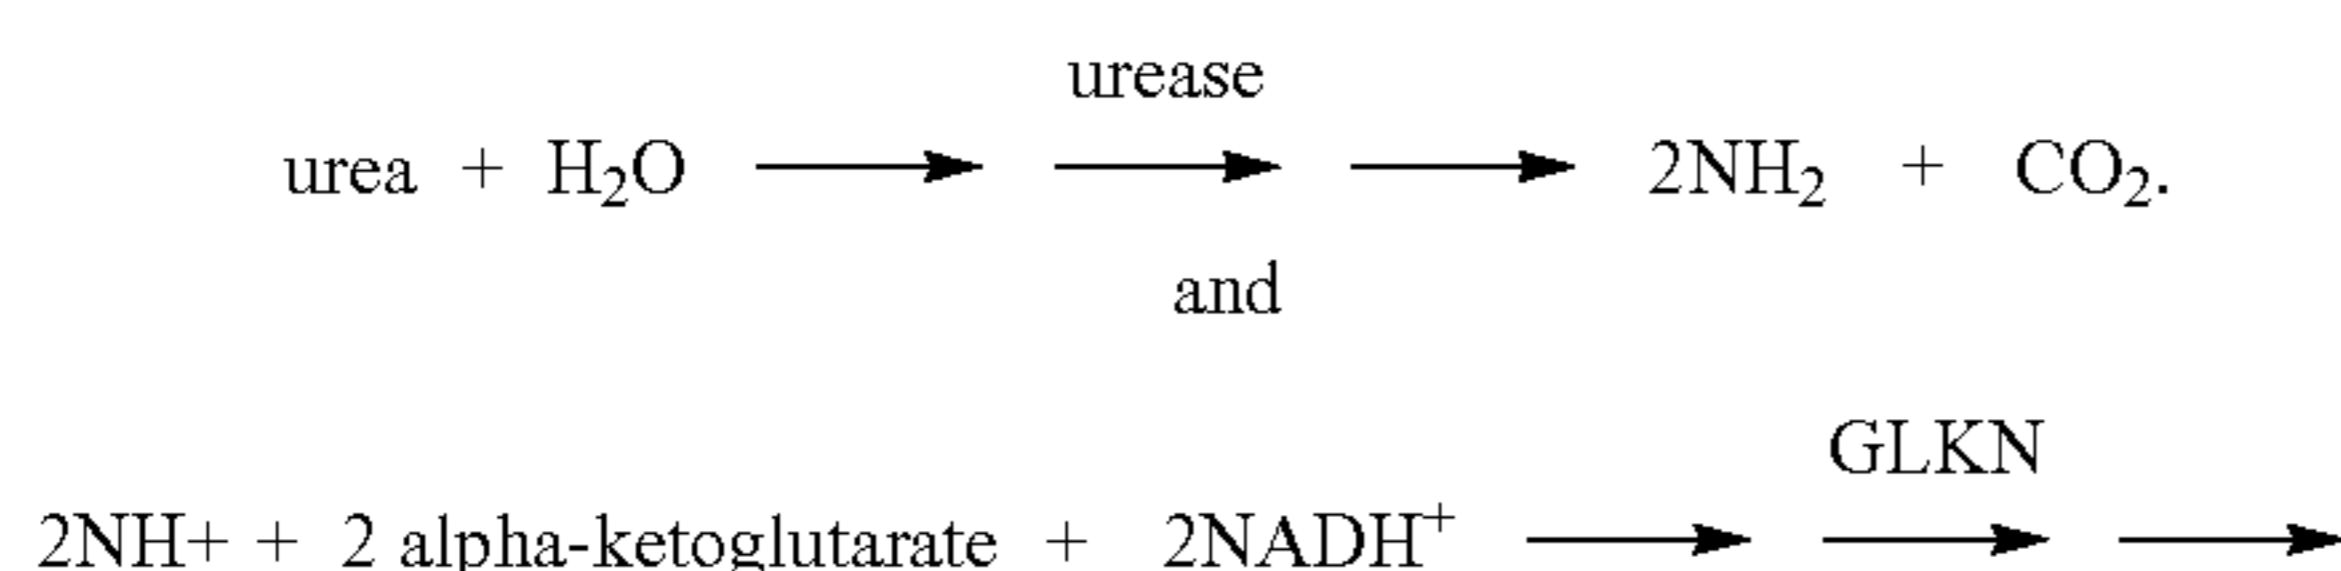 urease
urea + H₂O ⟶ ⟶ ⟶ 2NH₂ + CO₂.
and
GLKN
2NH+ + 2 alpha-ketoglutarate + 2NADH⁺ ⟶ ⟶ ⟶